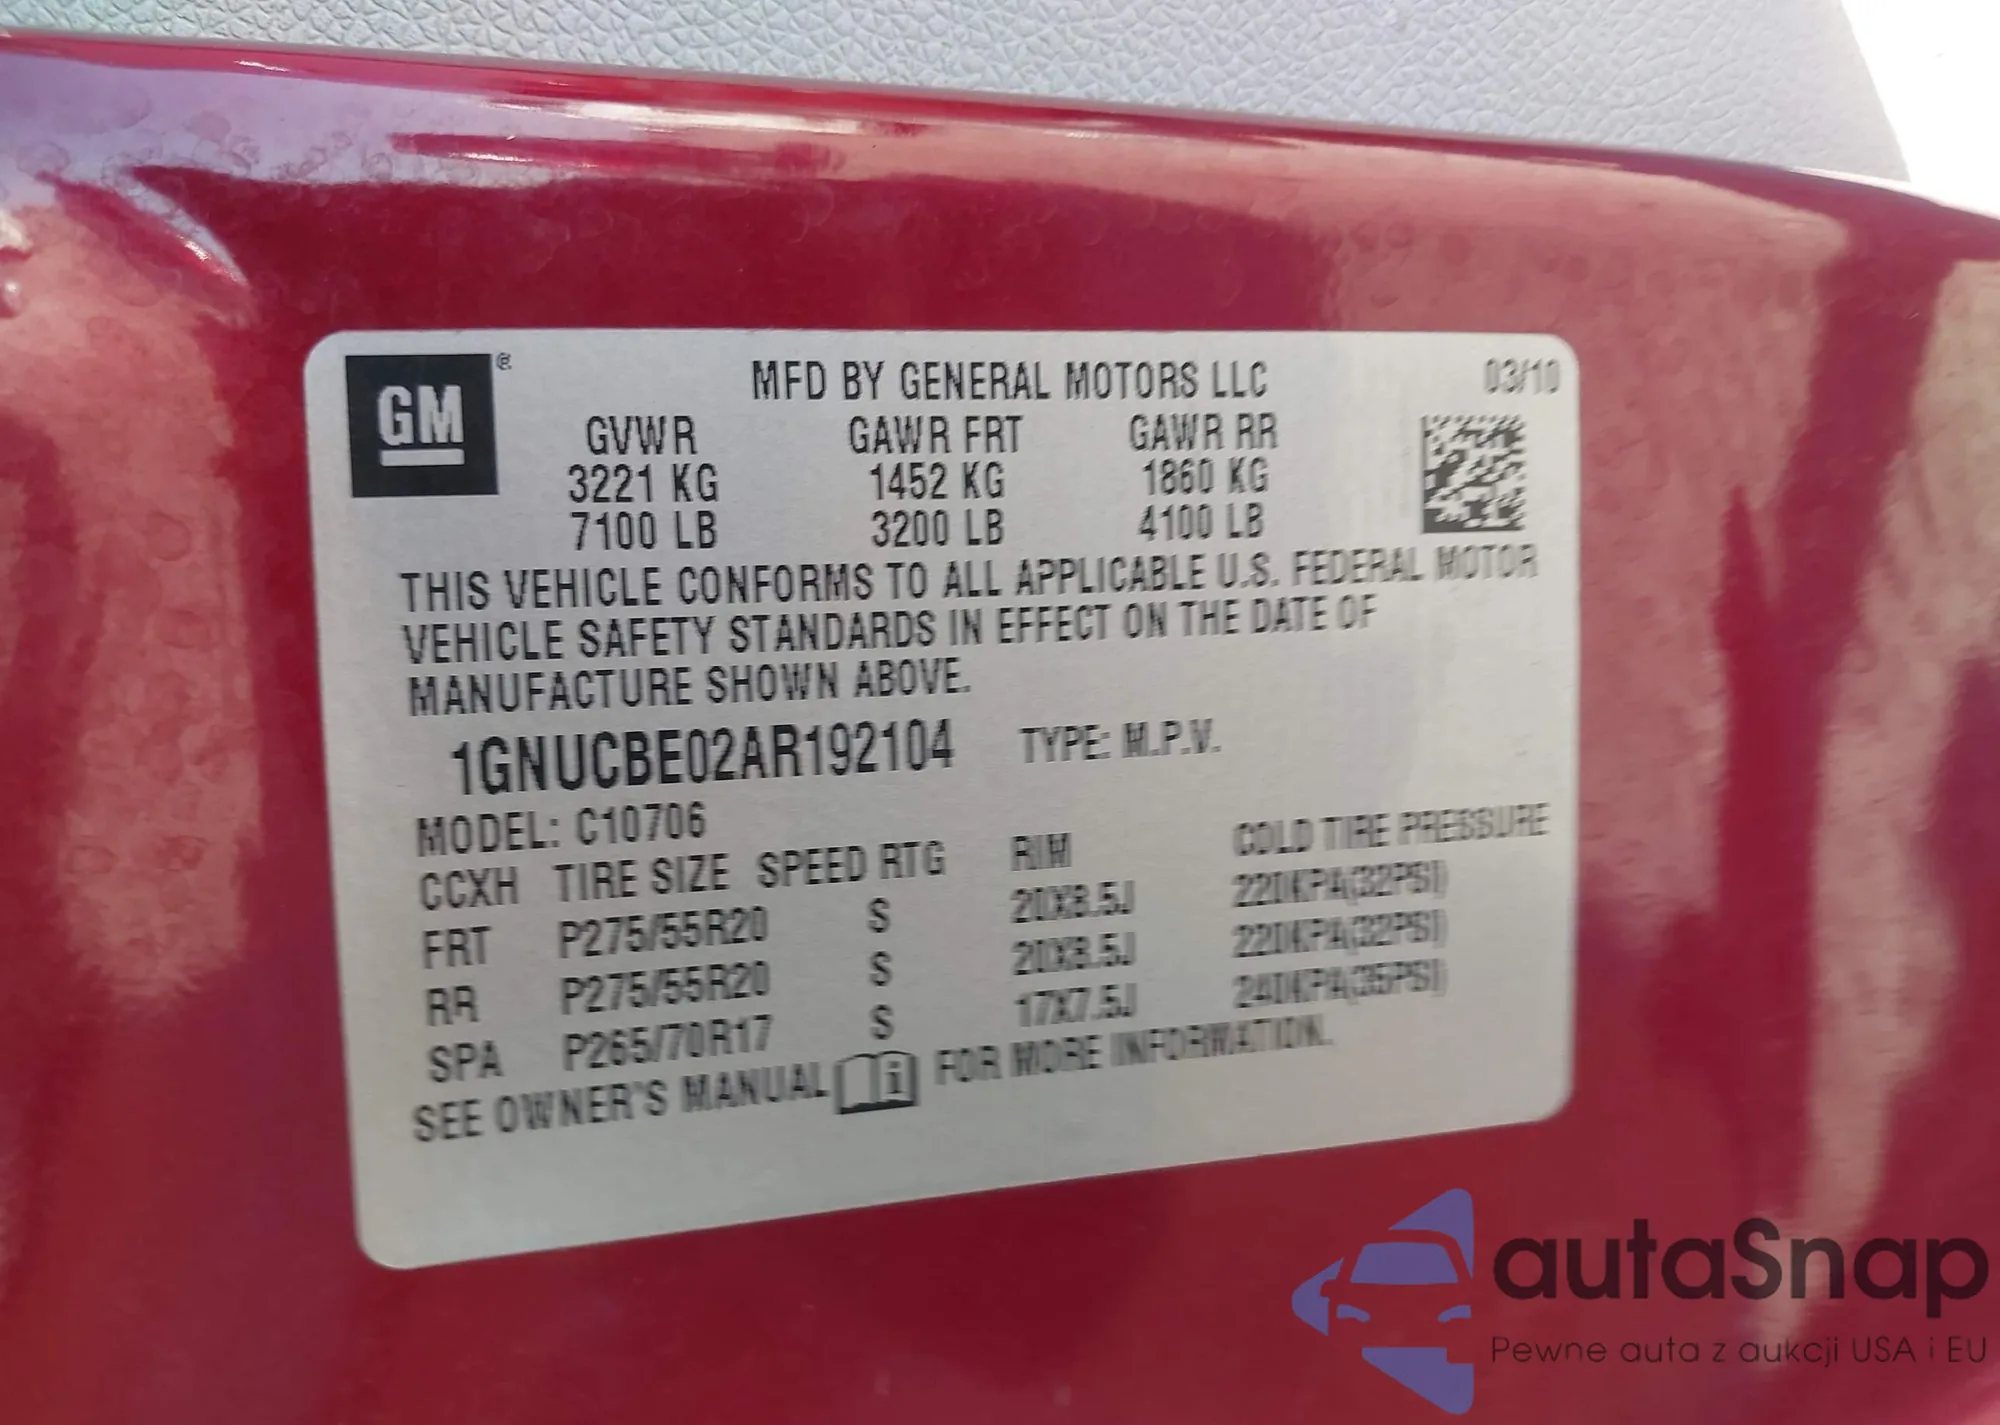 GM ®
MFD BY GENERAL MOTORS LLC 03/10
GVWR GAWR FRT GAWR RR
3221 KG 1452 KG 1860 KG
7100 LB 3200 LB 4100 LB
THIS VEHICLE CONFORMS TO ALL APPLICABLE U.S. FEDERAL MOTOR
VEHICLE SAFETY STANDARDS IN EFFECT ON THE DATE OF
MANUFACTURE SHOWN ABOVE.
1GNUCBE02AR192104 TYPE: M.P.V.
MODEL: C10706
CCXH TIRE SIZE SPEED RTG RIM COLD TIRE PRESSURE
FRT P275/55R20 S 20X8.5J 220KPA(32PSI)
RR P275/55R20 S 20X8.5J 220KPA(32PSI)
SPA P265/70R17 S 17X7.5J 240KPA(35PSI)
SEE OWNER'S MANUAL i FOR MORE INFORMATION.
autaSnap
Pewne auta z aukcji USA i EU